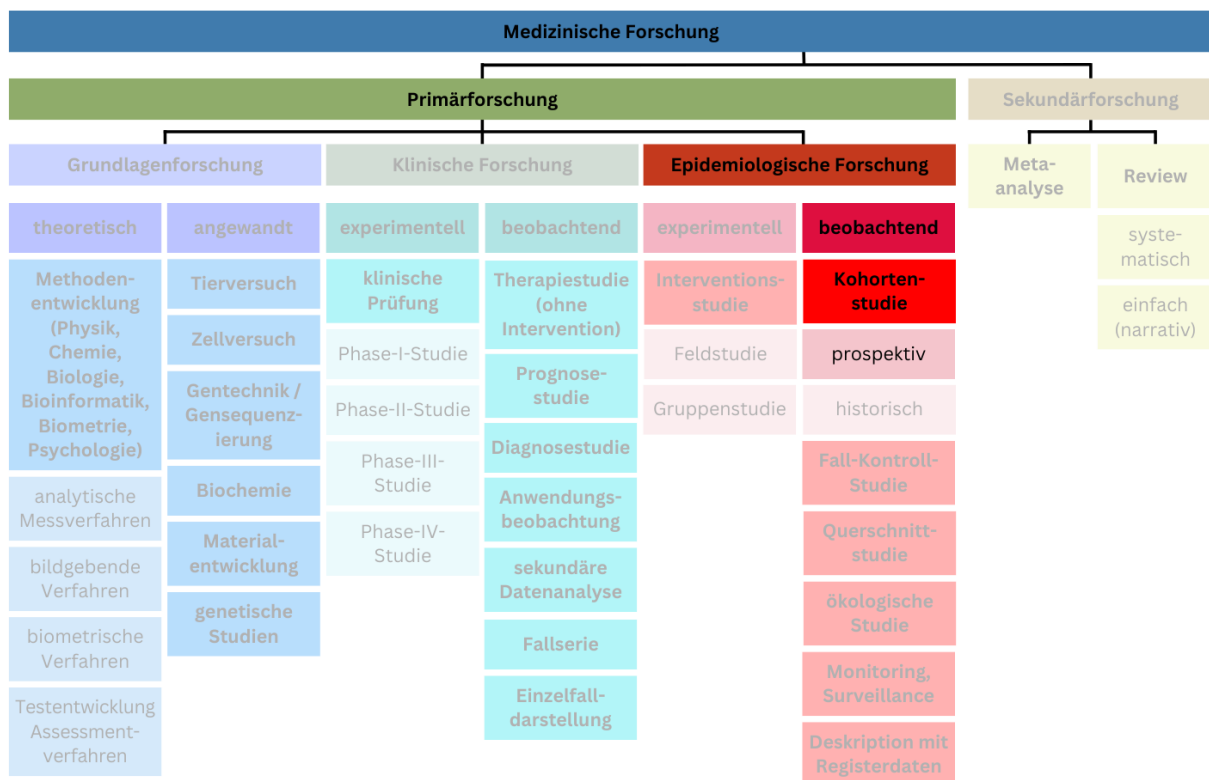 Medizinische Forschung
Primärforschung
Sekundärforschung
Grundlagenforschung
Klinische Forschung
Epidemiologische Forschung
Meta-
analyse
Review
syste-
matisch
einfach
(narrativ)
theoretisch
Methoden-
entwicklung
(Physik,
Chemie,
Biologie,
Bioinformatik,
Biometrie,
Psychologie)
analytische
Messverfahren
bildgebende
Verfahren
biometrische
Verfahren
Testentwicklung
Assessment-
verfahren
angewandt
Tierversuch
Zellversuch
Gentechnik /
Gensequenz-
ierung
Biochemie
Material-
entwicklung
genetische
Studien
experimentell
klinische
Prüfung
Phase-I-Studie
Phase-II-Studie
Phase-III-
Studie
Phase-IV-
Studie
beobachtend
Therapiestudie
(ohne
Intervention)
Prognose-
studie
Diagnosestudie
Anwendungs-
beobachtung
sekundäre
Datenanalyse
Fallserie
Einzelfall-
darstellung
experimentell
Interventions-
studie
Feldstudie
Gruppenstudie
beobachtend
Kohorten-
studie
prospektiv
historisch
Fall-Kontroll-
Studie
Querschnitt-
studie
ökologische
Studie
Monitoring,
Surveillance
Deskription mit
Registerdaten